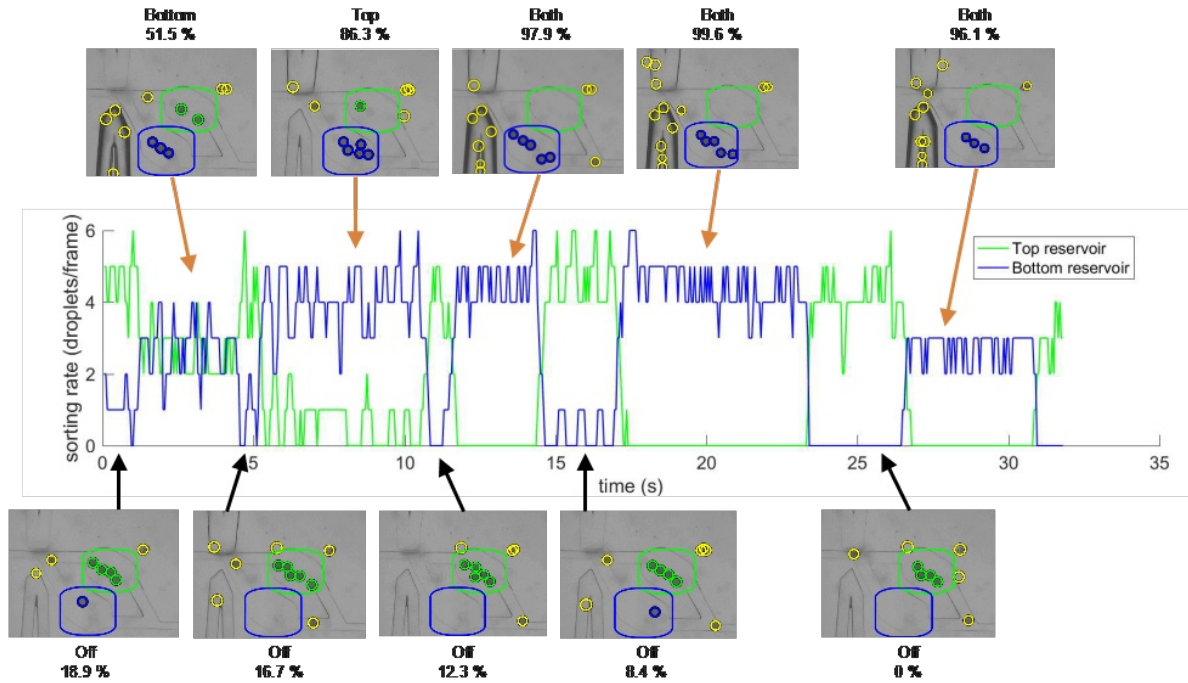 Bottom
51.5 %
Top
86.3 %
Both
97.9 %
Both
99.6 %
Both
96.1 %
sorting rate (droplets/frame)
6
4
2
0
Top reservoir
Bottom reservoir
0 5 10 15 20 25 30 35
time (s)
Off
18.9 %
Off
16.7 %
Off
12.3 %
Off
8.4 %
Off
0 %